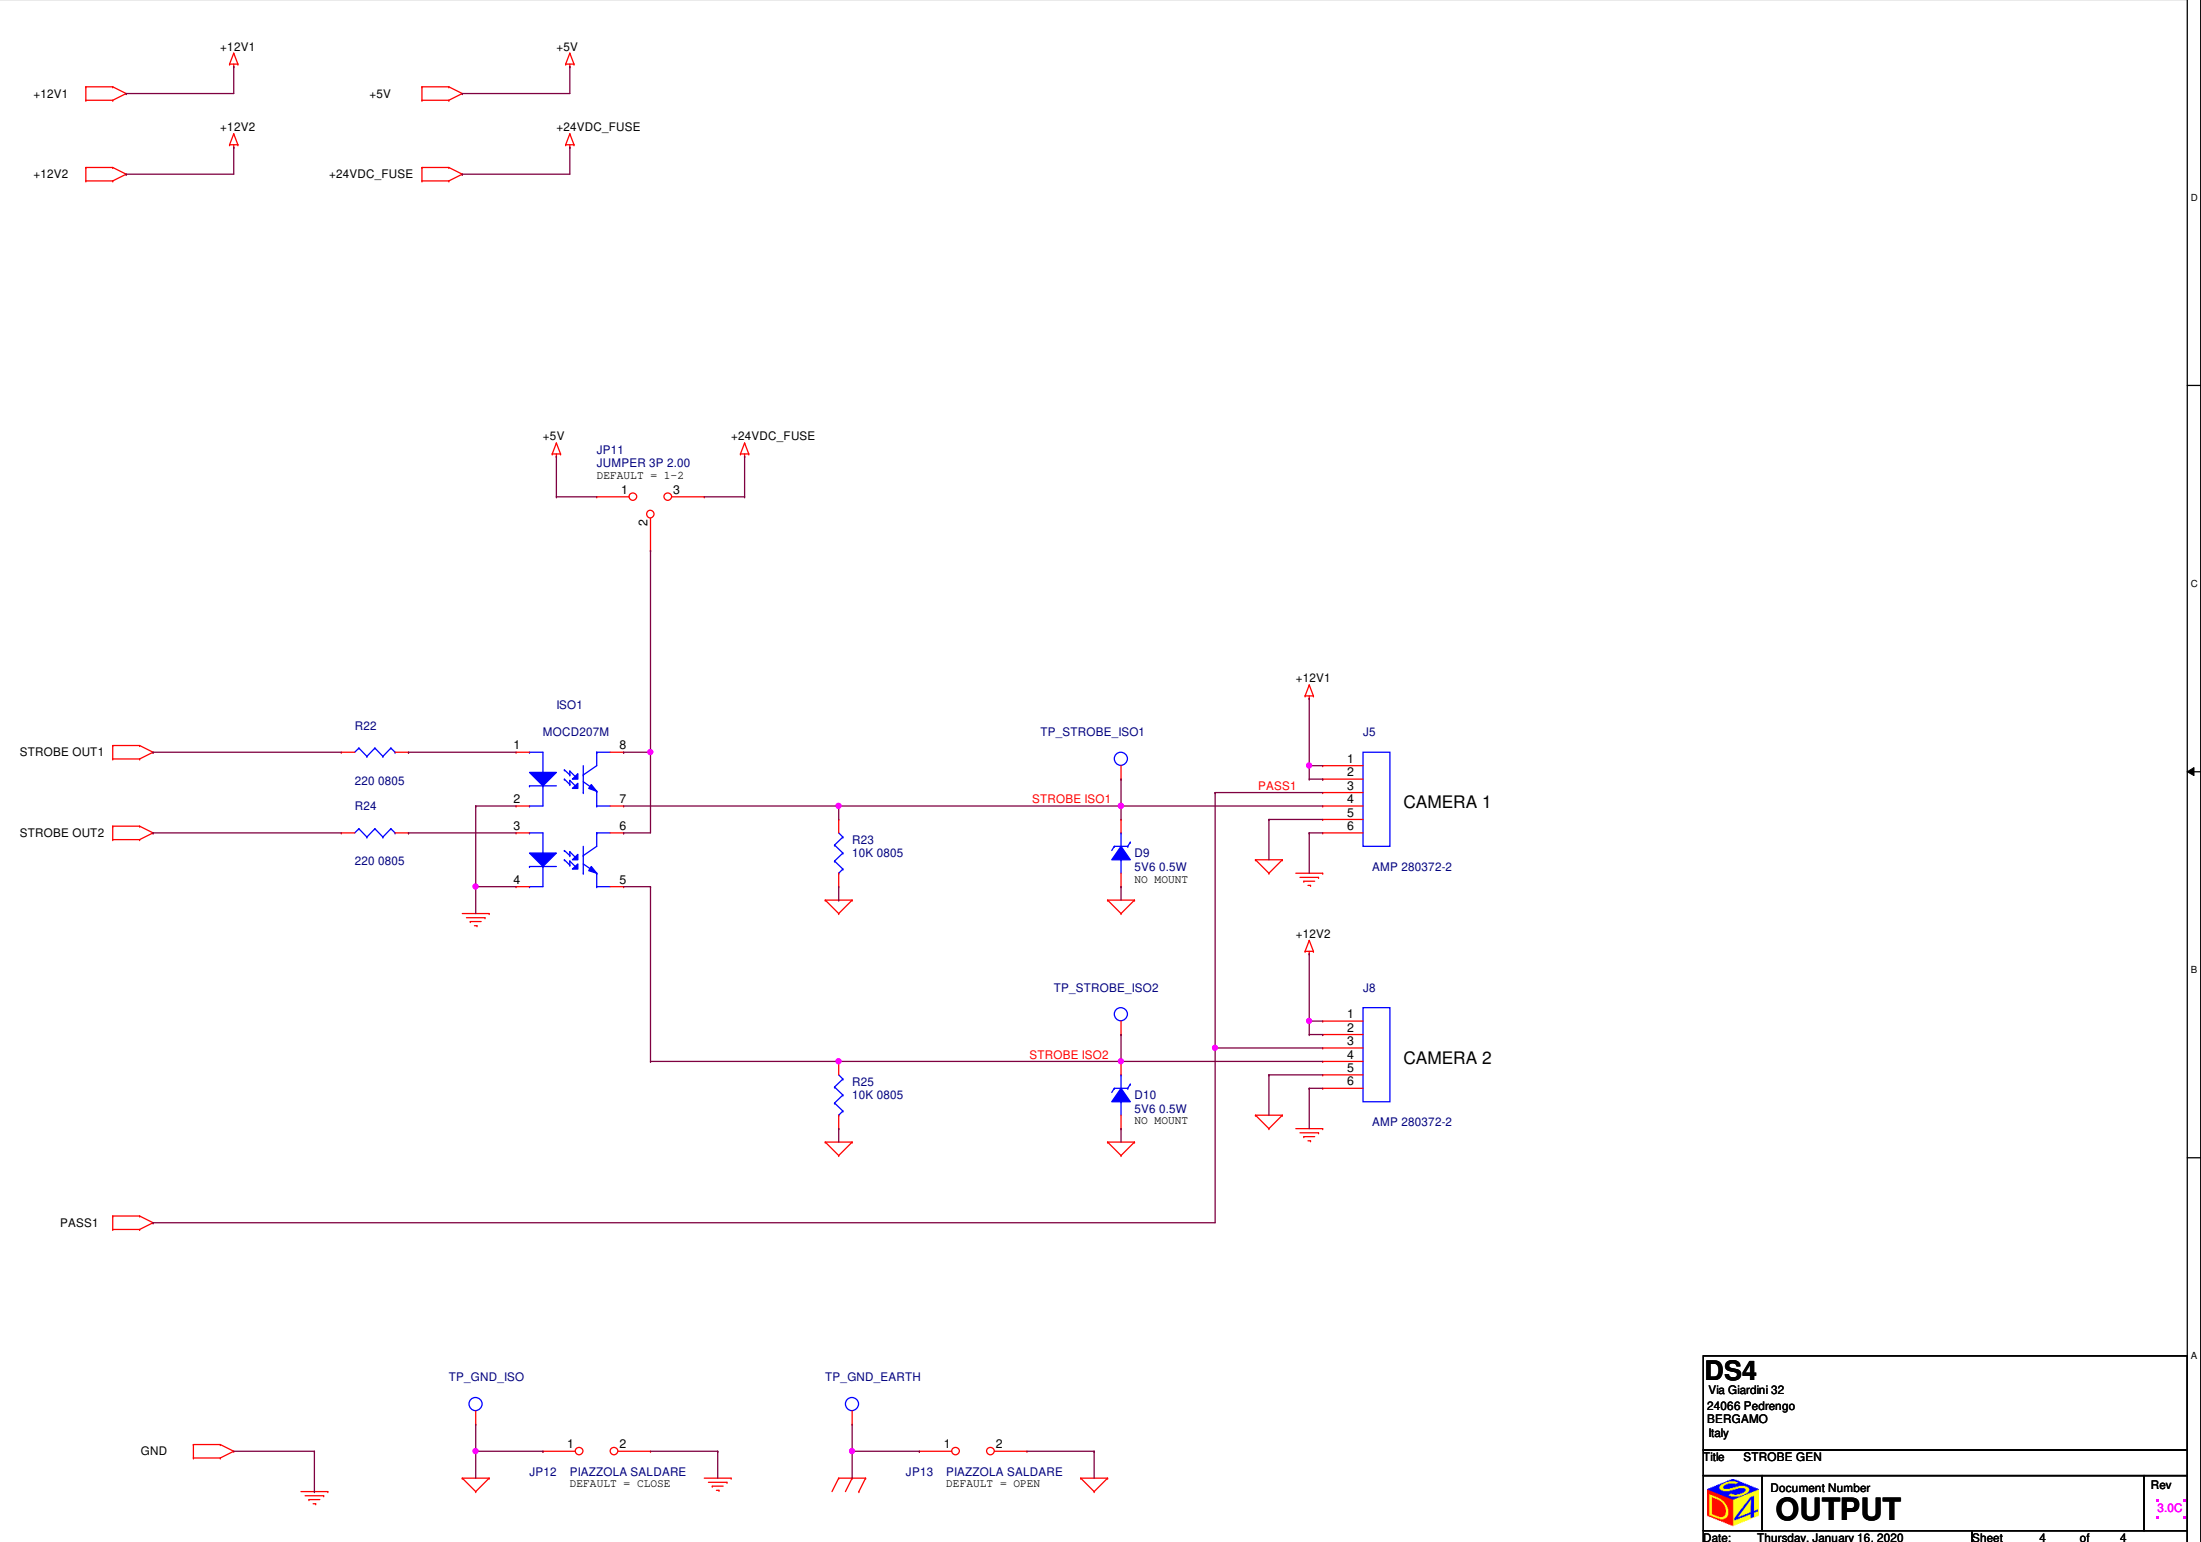 +12V1
+5V
+12V1
+5V
+12V2
+24VDC_FUSE
+12V2
+24VDC_FUSE
D
C
+5V
+24VDC_FUSE
JP11
JUMPER 3P 2.00
DEFAULT = 1-2
1
3
2
+12V1
ISO1
MOCD207M
R22
STROBE OUT1
220 0805
R24
STROBE OUT2
220 0805
1
2
3
4
8
7
6
5
TP_STROBE_ISO1
STROBE ISO1
PASS1
R23
10K 0805
D9
5V6 0.5W
NO MOUNT
J5
1
2
3
4
5
6
CAMERA 1
AMP 280372-2
+12V2
B
TP_STROBE_ISO2
STROBE ISO2
R25
10K 0805
D10
5V6 0.5W
NO MOUNT
J8
1
2
3
4
5
6
CAMERA 2
AMP 280372-2
PASS1
A
TP_GND_ISO
TP_GND_EARTH
GND
1
2
JP12 PIAZZOLA SALDARE
DEFAULT = CLOSE
1
2
JP13 PIAZZOLA SALDARE
DEFAULT = OPEN
DS4
Via Giardini 32
24066 Pedrengo
BERGAMO
Italy
Title STROBE GEN
DS4
Document Number
OUTPUT
Rev
3.0C
Date: Thursday, January 16, 2020 Sheet 4 of 4